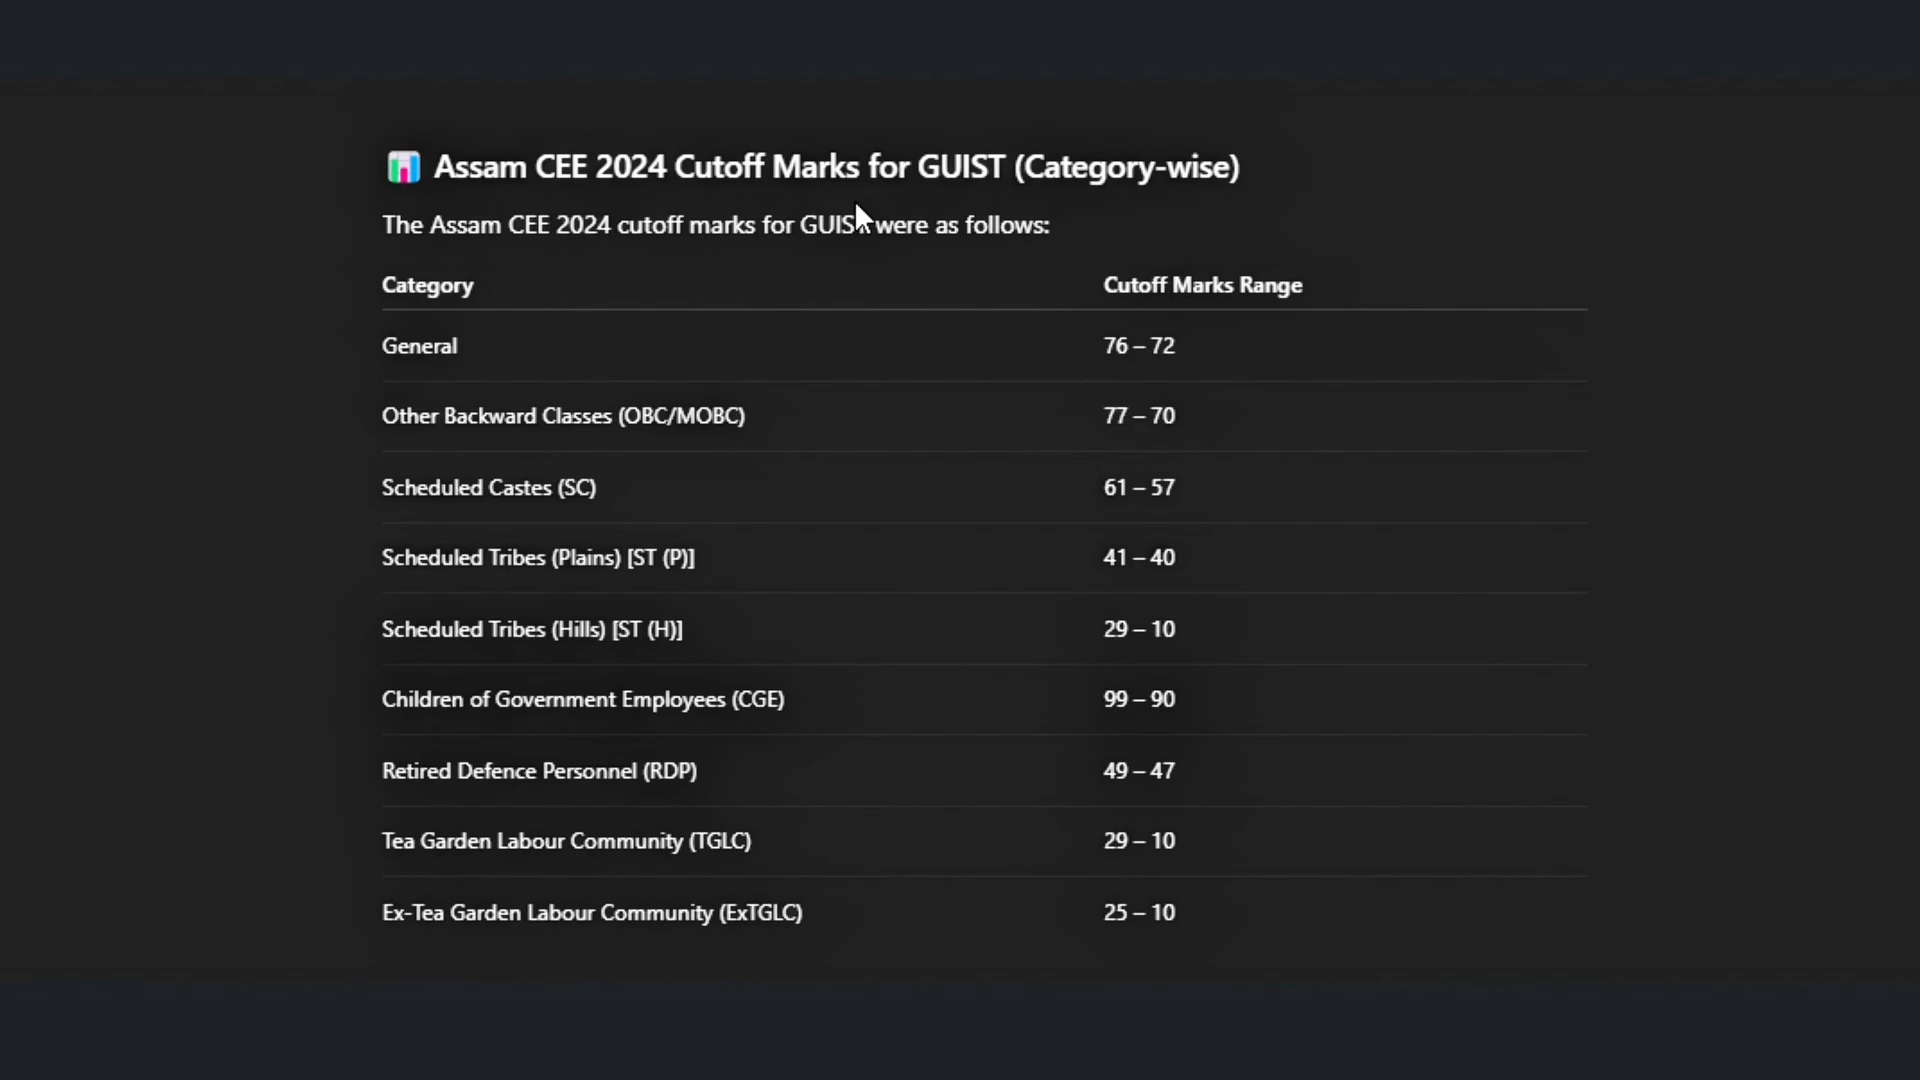 Assam CEE 2024 Cutoff Marks for GUIST (Category-wise)
The Assam CEE 2024 cutoff marks for GUIST were as follows:
Category Cutoff Marks Range
General 76 – 72
Other Backward Classes (OBC/MOBC) 77 – 70
Scheduled Castes (SC) 61 – 57
Scheduled Tribes (Plains) [ST (P)] 41 – 40
Scheduled Tribes (Hills) [ST (H)] 29 – 10
Children of Government Employees (CGE) 99 – 90
Retired Defence Personnel (RDP) 49 – 47
Tea Garden Labour Community (TGLC) 29 – 10
Ex-Tea Garden Labour Community (ExTGLC) 25 – 10